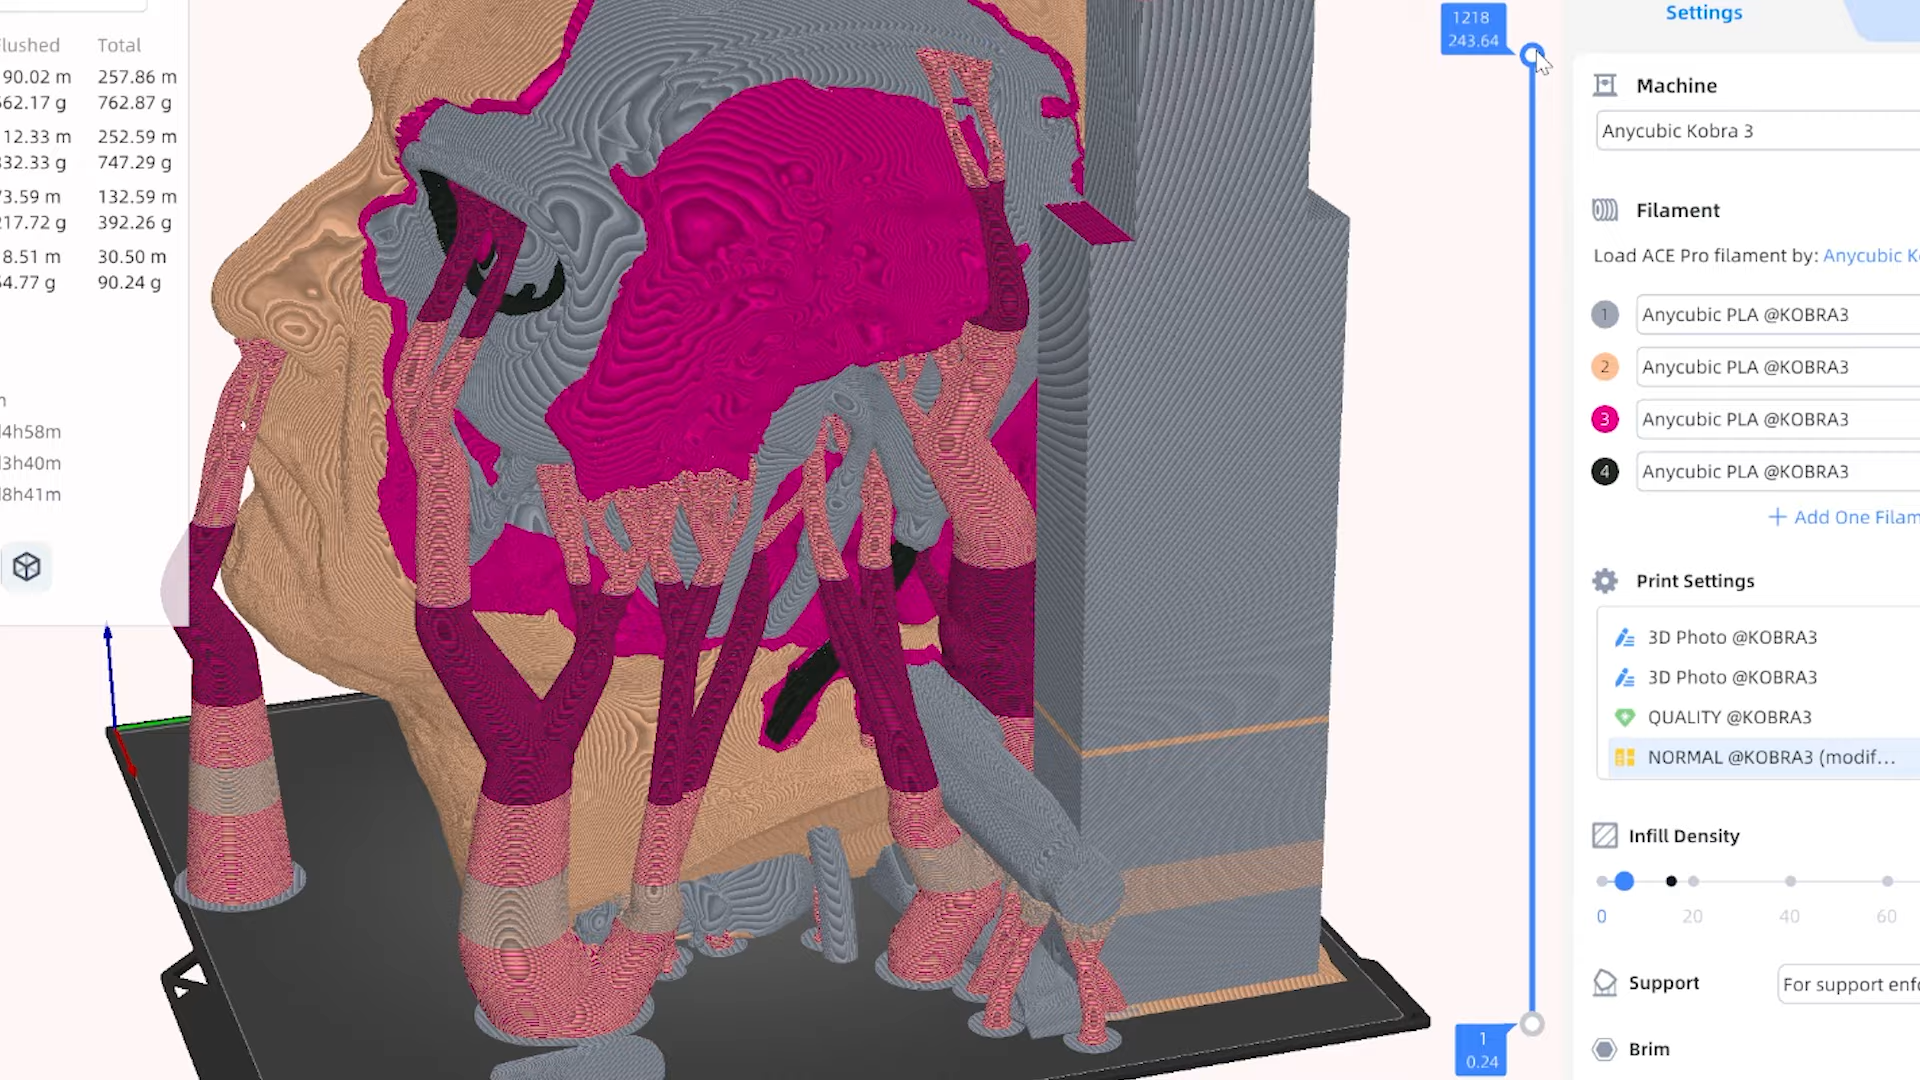 Flushed Total
90.02 m 257.86 m
562.17 g 762.87 g
12.33 m 252.59 m
332.33 g 747.29 g
73.59 m 132.59 m
217.72 g 392.26 g
8.51 m 30.50 m
54.77 g 90.24 g
4h58m
3h40m
8h41m
1218
243.64
1
0.24
Settings
Machine
Anycubic Kobra 3
Filament
Load ACE Pro filament by: Anycubic K
1 Anycubic PLA @KOBRA3
2 Anycubic PLA @KOBRA3
3 Anycubic PLA @KOBRA3
4 Anycubic PLA @KOBRA3
+ Add One Filam
Print Settings
3D Photo @KOBRA3
3D Photo @KOBRA3
QUALITY @KOBRA3
NORMAL @KOBRA3 (modif...
Infill Density
0 20 40 60
Support For support enf
Brim